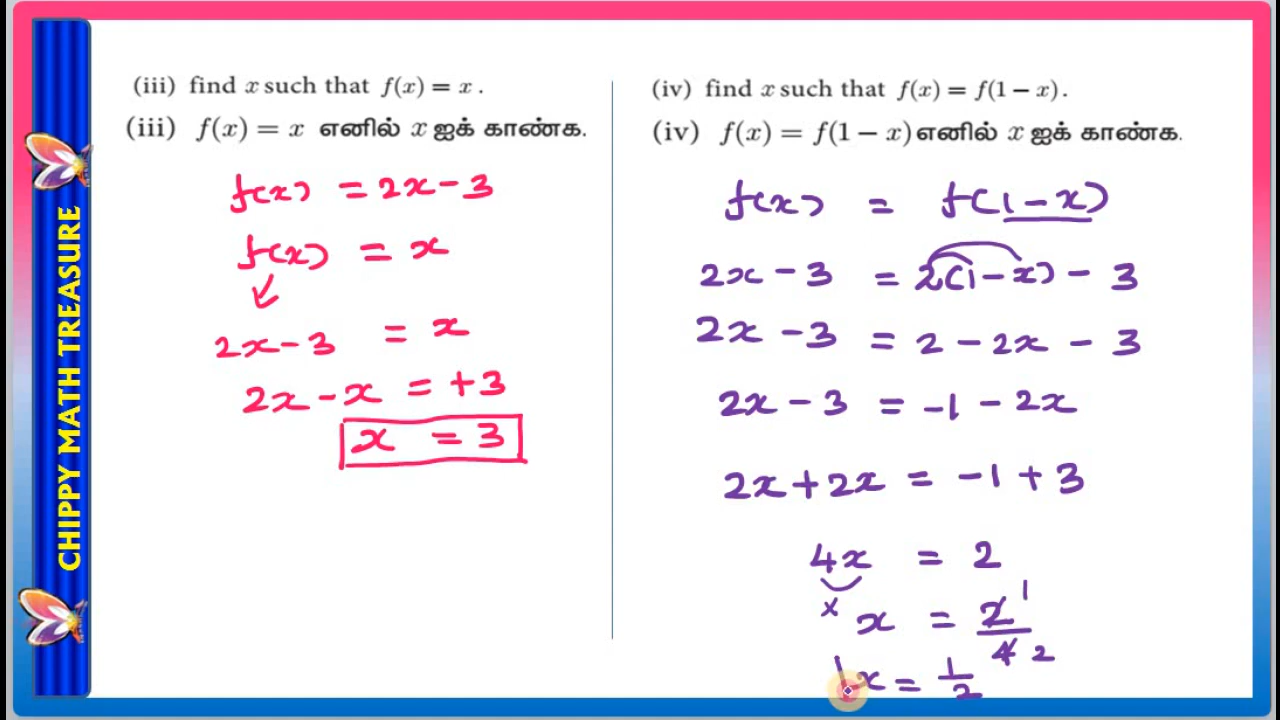 CHIPPY MATH TREASURE
(iii) find x such that f(x) = x .
(iii) f(x) = x எனில் x ஐக் காண்க.
f(x) = 2x - 3
f(x) = x
2x - 3 = x
2x - x = +3
x = 3
(iv) find x such that f(x) = f(1 − x).
(iv) f(x) = f(1 − x) எனில் x ஐக் காண்க.
f(x) = f(1 - x)
2x - 3 = 2(1 - x) - 3
2x - 3 = 2 - 2x - 3
2x - 3 = -1 - 2x
2x + 2x = -1 + 3
4x = 2
x x = 2/4 1 2
x = 1/2